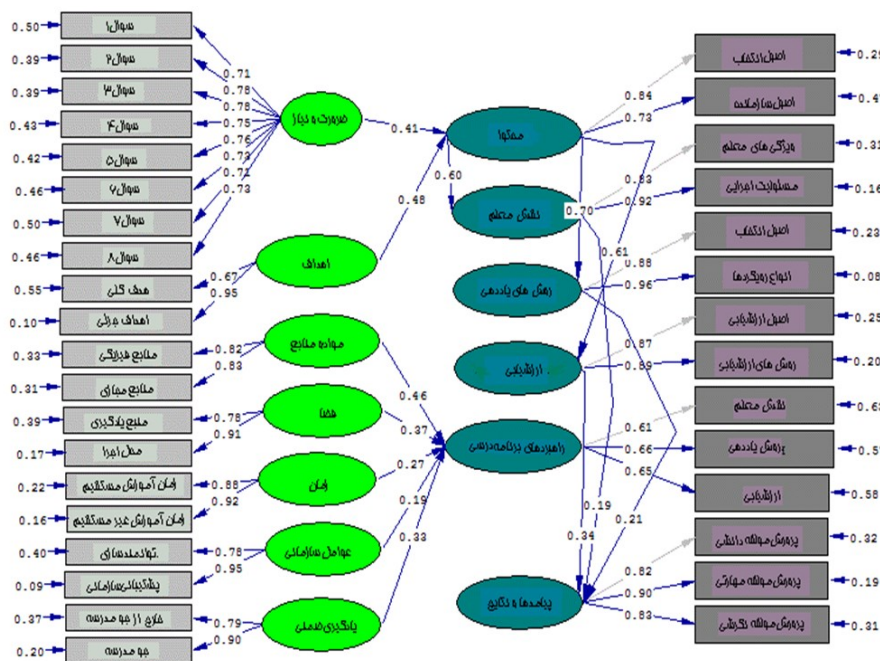 0.50 سوال۱
0.39 سوال۲
0.39 سوال۳
0.43 سوال۴
0.42 سوال۵
0.46 سوال۶
0.50 سوال۷
0.46 سوال۸
0.55 هدف کلی
0.10 اهداف جزئی
0.33 منابع فیزیکی
0.31 منابع مجازی
0.39 منبع یادگیری
0.17 محل اجرا
0.22 زمان آموزش مستقیم
0.16 زمان آموزش غیر مستقیم
0.40 توانمندسازی
0.09 پشتیبانی سازمانی
0.37 خارج از جو مدرسه
0.20 جو مدرسه
0.71
0.78
0.78
0.75
0.76
0.73
0.71
0.73
0.67
0.95
0.82
0.83
0.78
0.91
0.88
0.92
0.78
0.95
0.79
0.90
ضرورت و نیاز
اهداف
مواد و منابع
فضا
زمان
عوامل سازمانی
یادگیری ضمنی
0.41
0.48
0.46
0.37
0.27
0.19
0.33
محتوا
0.60
نقش معلم
روش های یاددهی
ارزشیابی
راهبردهای برنامه درسی
پیامدها و نتایج
0.70
0.61
0.34
0.19
0.21
0.84
0.73
0.83
0.92
0.88
0.96
0.87
0.89
0.61
0.66
0.65
0.82
0.90
0.83
اصول انتخاب 0.29
اصول سازمانده 0.4
ویژگی های معلم 0.31
مسئولیت اجرایی 0.16
اصول انتخاب 0.23
انواع رویکردها 0.08
اصول ارزشیابی 0.25
روش های ارزشیابی 0.20
نقش معلم 0.6
روش یاددهی 0.5
ارزشیابی 0.58
پرورش مولفه دانشی 0.32
پرورش مولفه مهارتی 0.19
پرورش مولفه نگرشی 0.31